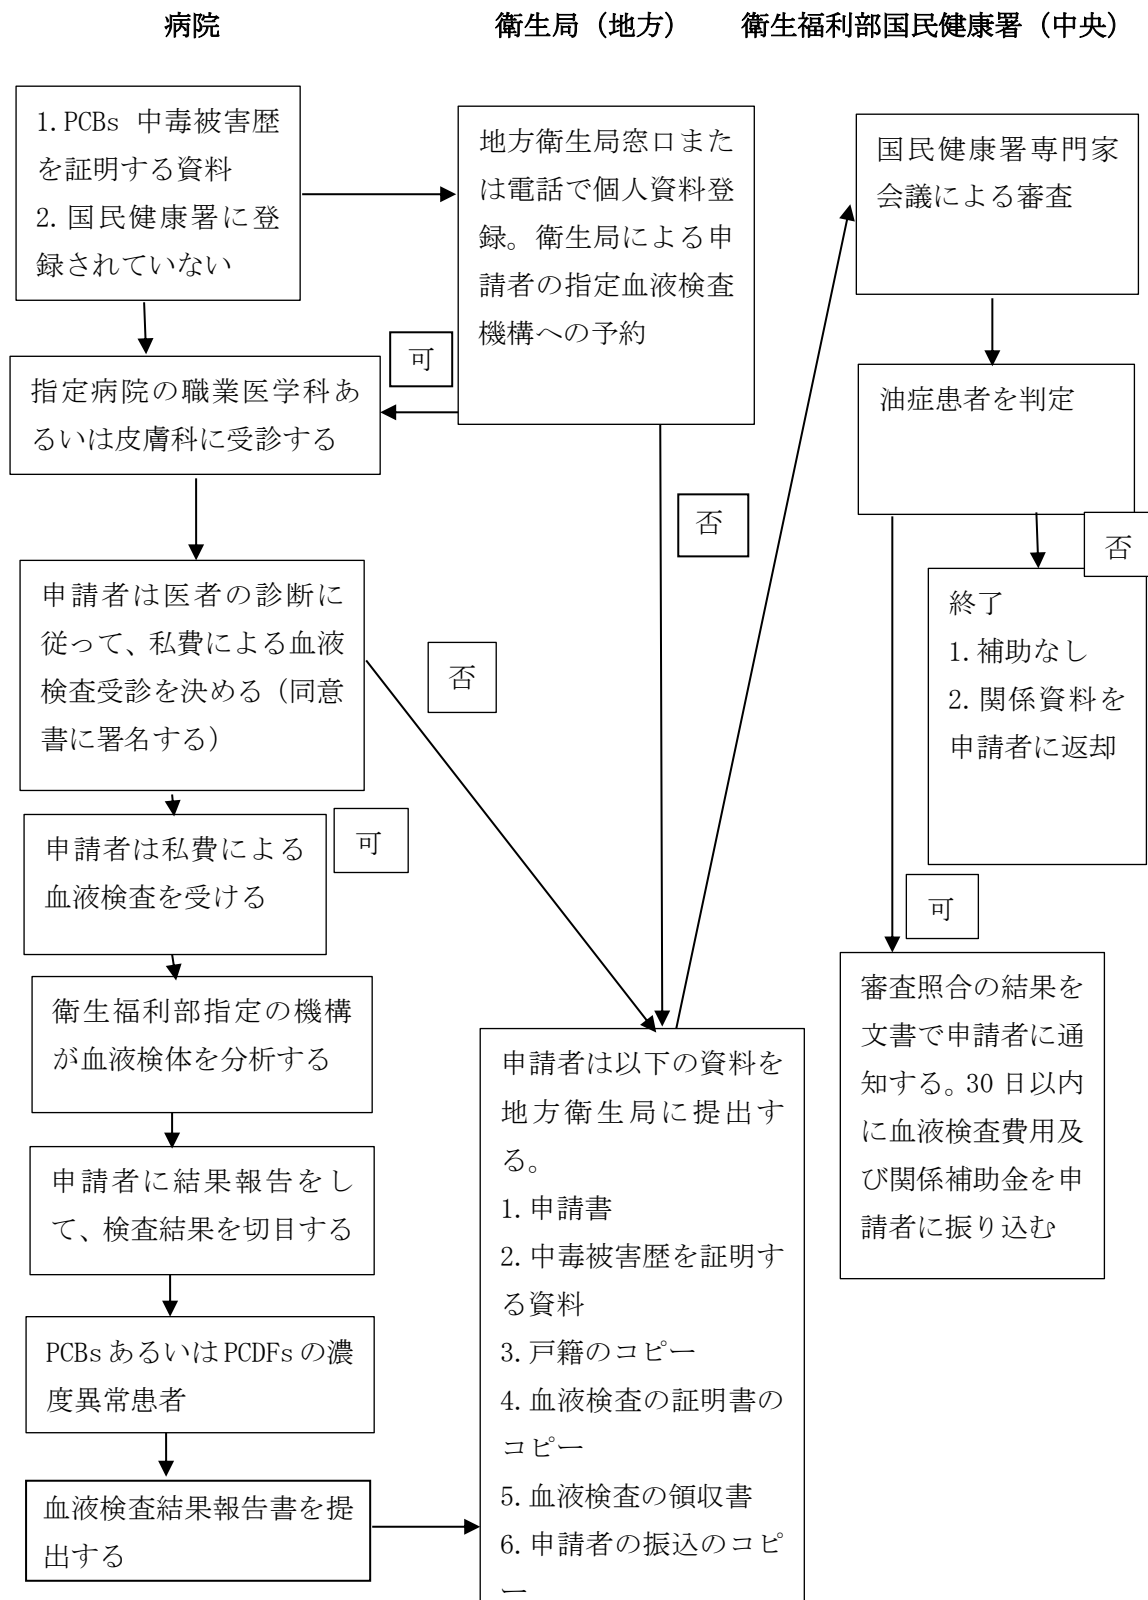 病院
衛生局（地方）
衛生福利部国民健康署（中央）
1.PCBs 中毒被害歴
を証明する資料
2.国民健康署に登
録されていない
地方衛生局窓口また
は電話で個人資料登
録。衛生局による申
請者の指定血液検査
機構への予約
国民健康署専門家
会議による審査
可
指定病院の職業医学科あ
るいは皮膚科に受診する
油症患者を判定
否
否
申請者は医者の診断に
従って、私費による血液
検査受診を決める（同意
書に署名する）
否
終了
1.補助なし
2.関係資料を
申請者に返却
申請者は私費による
血液検査を受ける
可
可
衛生福利部指定の機構
が血液検体を分析する
審査照合の結果を
文書で申請者に通
知する。30 日以内
に血液検査費用及
び関係補助金を申
請者に振り込む
申請者に結果報告をし
て、検査結果を切目する
PCBsあるいはPCDFsの濃
度異常患者
血液検査結果報告書を提
出する
申請者は以下の資料を
地方衛生局に提出す
る。
1.申請書
2.中毒被害歴を証明す
る資料
3.戸籍のコピー
4.血液検査の証明書の
コピー
5.血液検査の領収書
6.申請者の振込のコピ
ー